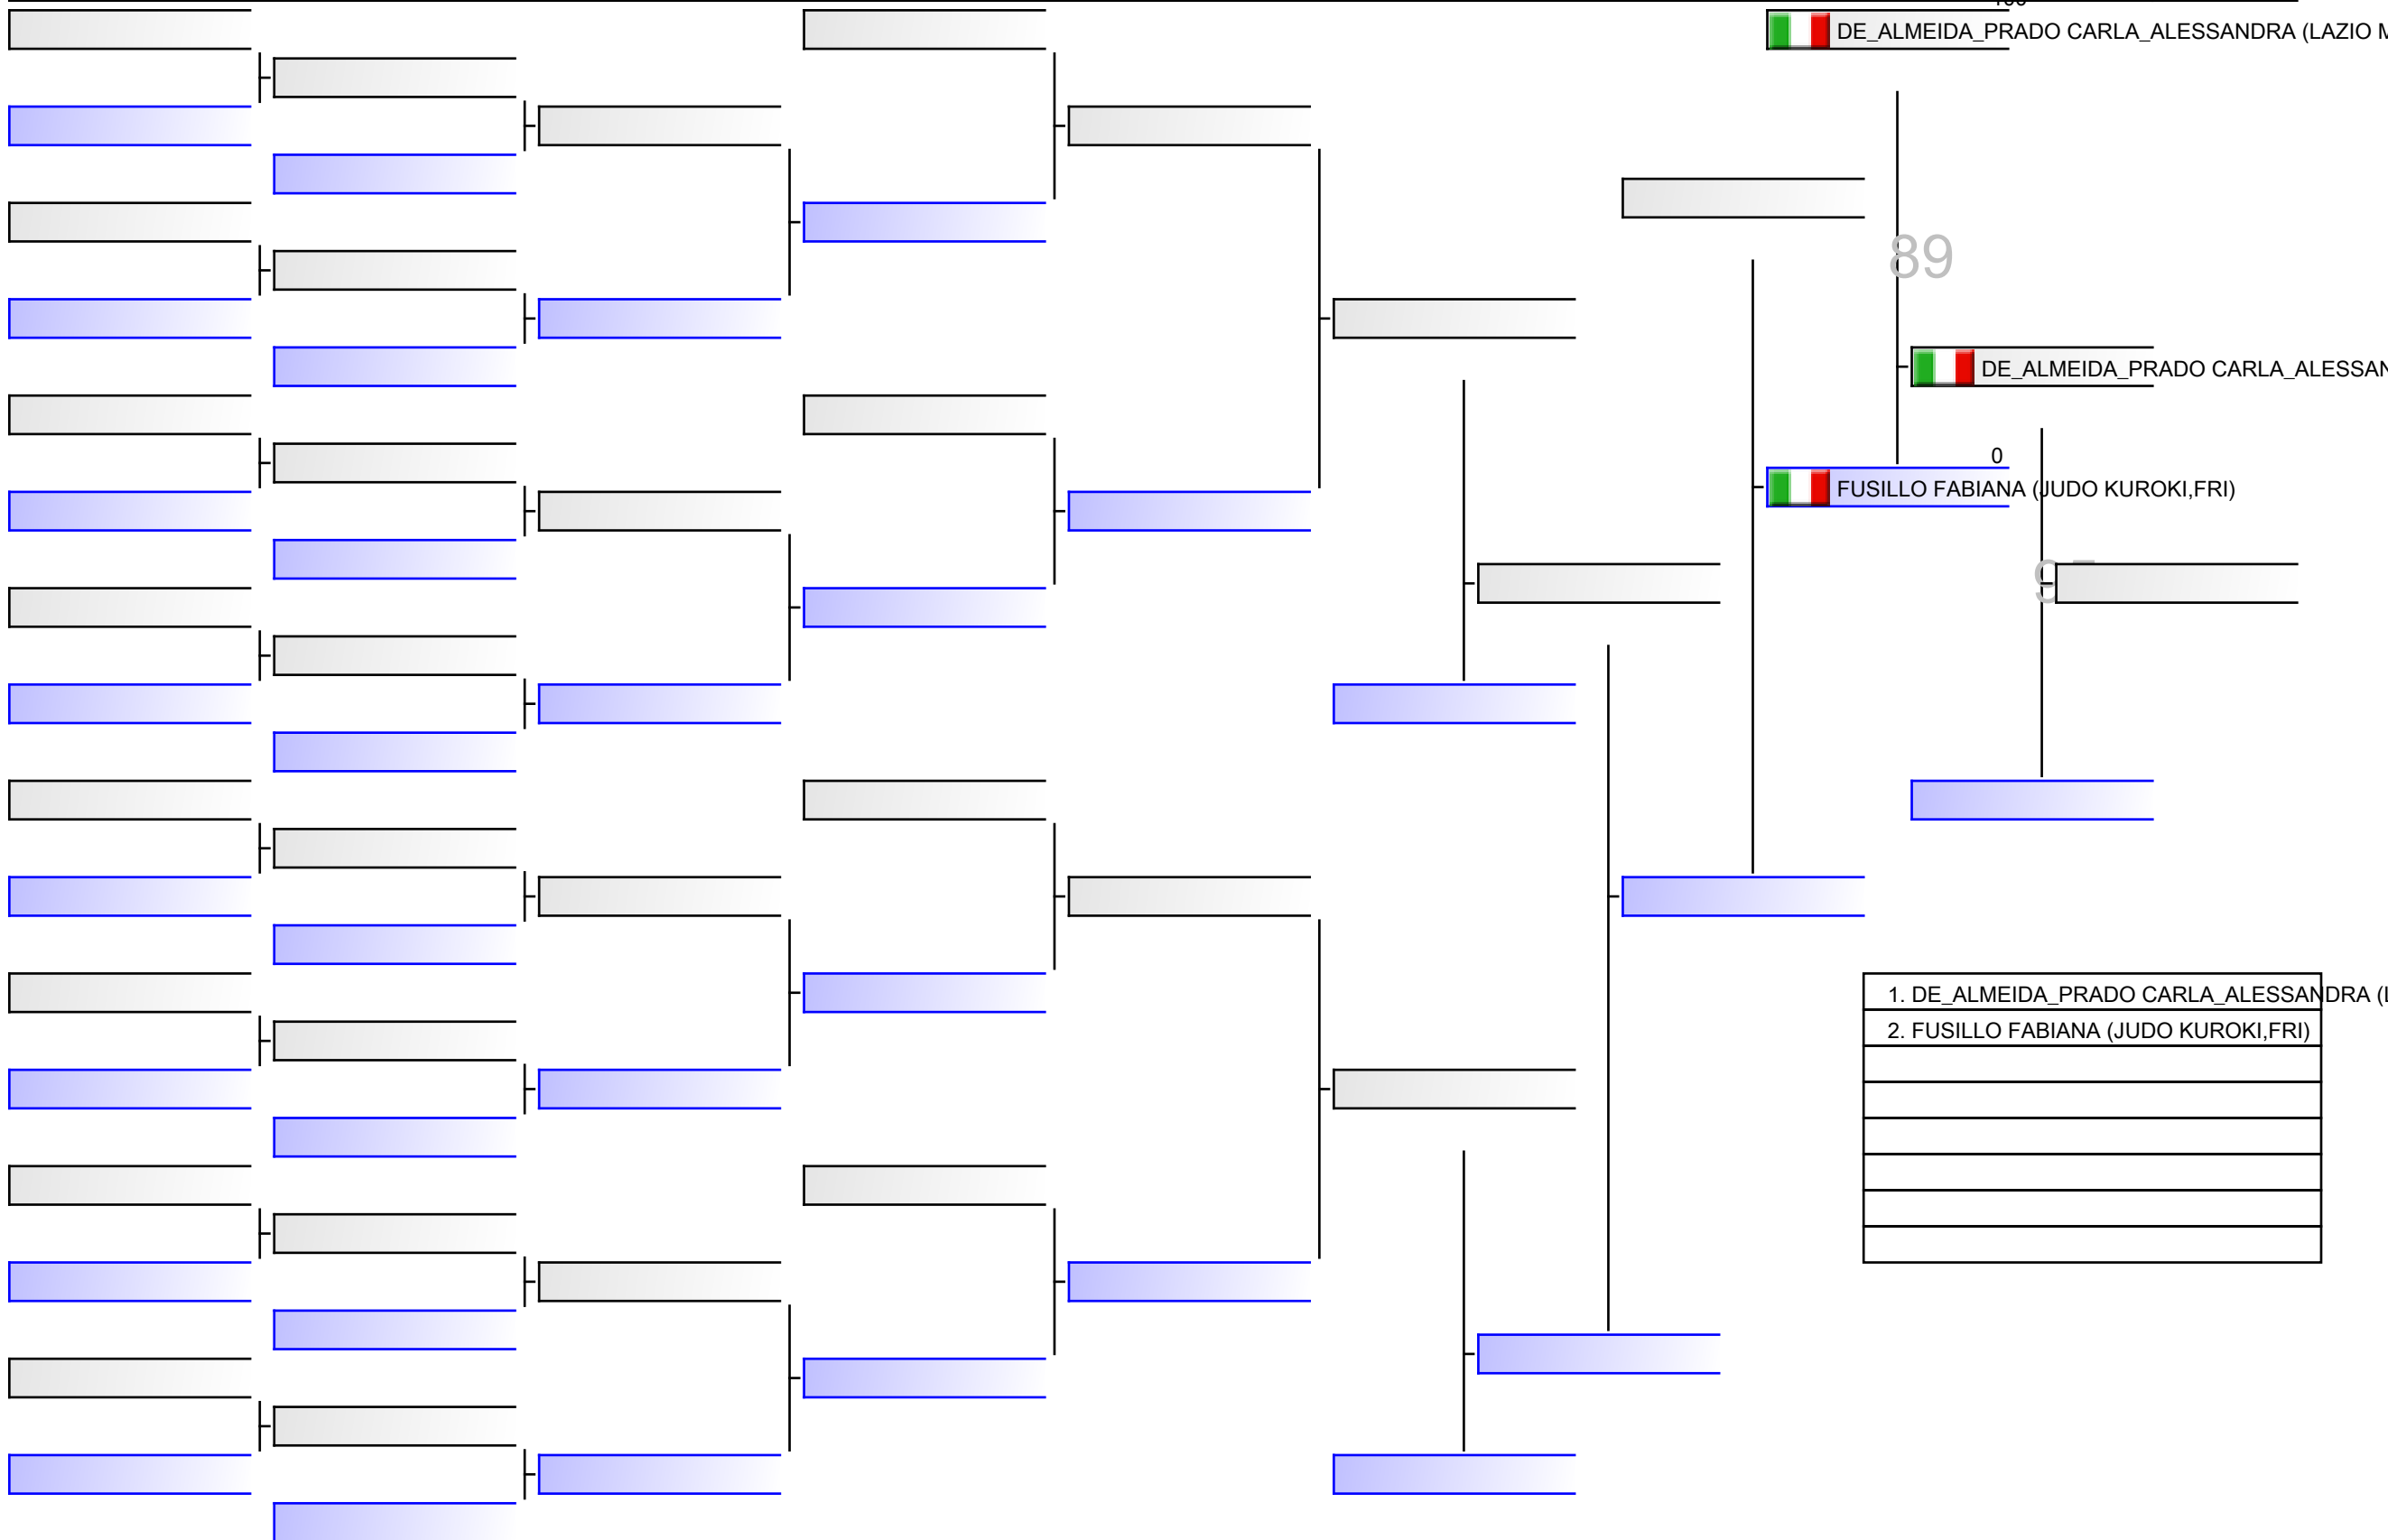 DE_ALMEIDA_PRADO CARLA_ALESSANDRA (LAZIO
89
DE_ALMEIDA_PRADO
0
FUSILLO FABIANA (JUDO KUROKI,FRI)
1. DE_ALMEIDA_PRADO CARLA_ALESSANDRA
2. FUSILLO FABIANA (JUDO KUROKI,FRI)